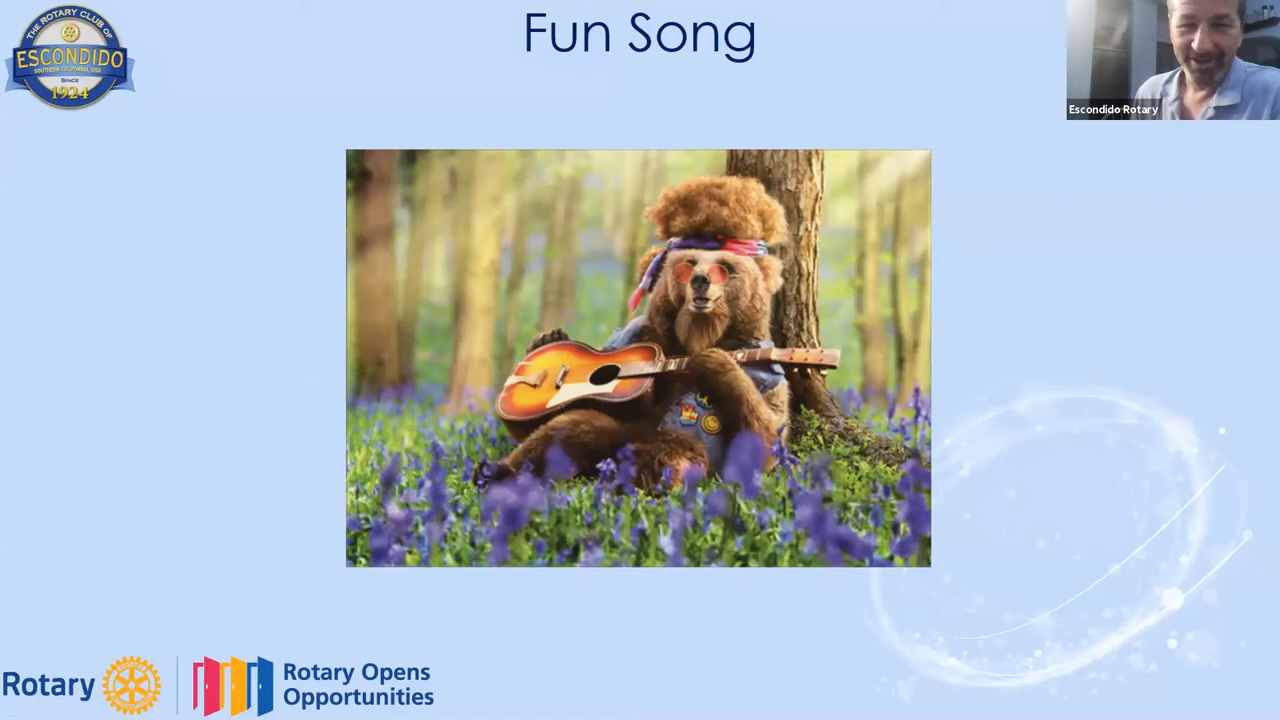 Fun Song
THE ROTARY CLUB OF
ESCONDIDO
SOUTHERN CALIFORNIA, USA
SINCE
1924
Escondido Rotary
Rotary
Rotary Opens
Opportunities